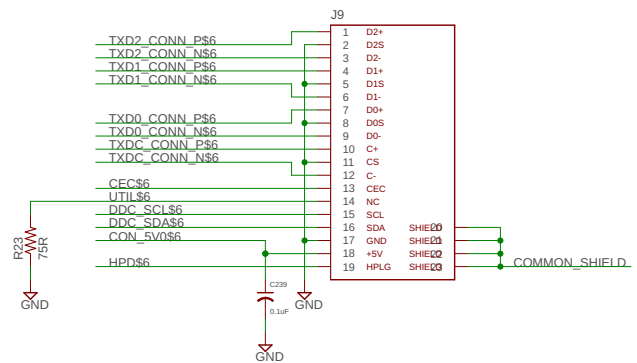 J9
TXD2_CONN_P$6 1 D2+
2 D2S
TXD2_CONN_N$6 3 D2-
TXD1_CONN_P$6 4 D1+
TXD1_CONN_N$6 5 D1S
6 D1-
7 D0+
TXD0_CONN_P$6 8 D0S
TXD0_CONN_N$6 9 D0-
TXDC_CONN_P$6 10 C+
TXDC_CONN_N$6 11 CS
12 C-
CEC$6 13 CEC
UTIL$6 14 NC
DDC_SCL$6 15 SCL
DDC_SDA$6 16 SDA SHIELD 20
CON_5V0$6 17 GND SHIELD 21
18 +5V SHIELD 22
HPD$6 19 HPLG SHIELD 23 COMMON_SHIELD
R23
75R
C239
0.1uF
GND
GND
GND